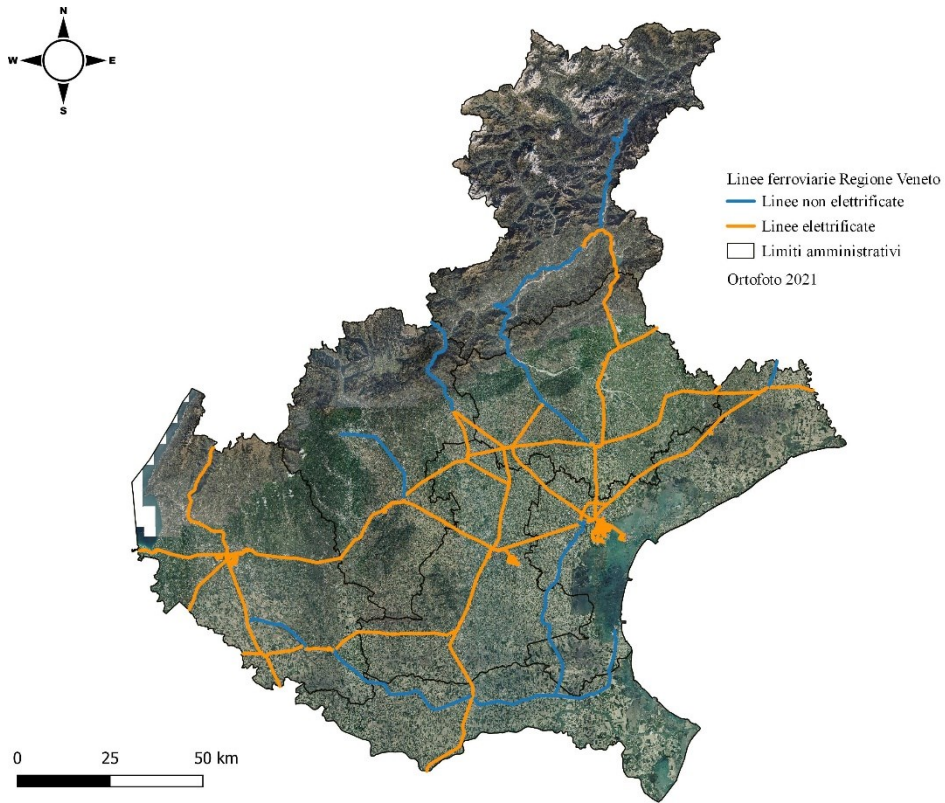 N
W E
S
Linee ferroviarie Regione Veneto
Linee non elettrificate
Linee elettrificate
Limiti amministrativi
Ortofoto 2021
0 25 50 km